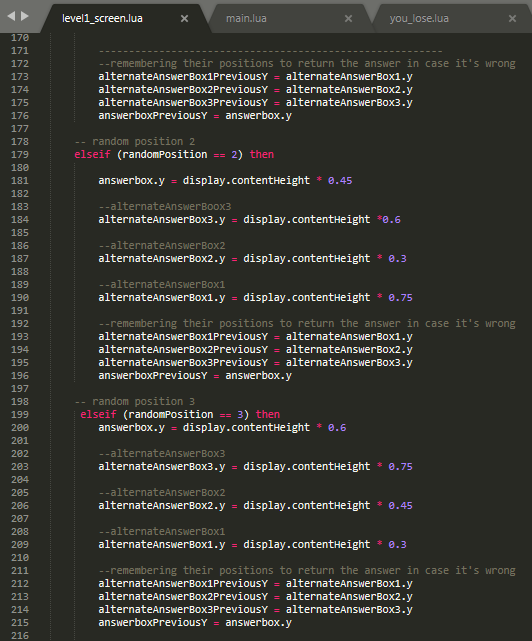 level1_screen.lua × main.lua × you_lose.lua ×
170
171 ------------------------------------------------------
172 --remembering their positions to return the answer in case it's wrong
173 alternateAnswerBox1PreviousY = alternateAnswerBox1.y
174 alternateAnswerBox2PreviousY = alternateAnswerBox2.y
175 alternateAnswerBox3PreviousY = alternateAnswerBox3.y
176 answerboxPreviousY = answerbox.y
177
178 -- random position 2
179 elseif (randomPosition == 2) then
180
181 answerbox.y = display.contentHeight * 0.45
182
183 --alternateAnswerBoox3
184 alternateAnswerBox3.y = display.contentHeight *0.6
185
186 --alternateAnswerBox2
187 alternateAnswerBox2.y = display.contentHeight * 0.3
188
189 --alternateAnswerBox1
190 alternateAnswerBox1.y = display.contentHeight * 0.75
191
192 --remembering their positions to return the answer in case it's wrong
193 alternateAnswerBox1PreviousY = alternateAnswerBox1.y
194 alternateAnswerBox2PreviousY = alternateAnswerBox2.y
195 alternateAnswerBox3PreviousY = alternateAnswerBox3.y
196 answerboxPreviousY = answerbox.y
197
198 -- random position 3
199 elseif (randomPosition == 3) then
200 answerbox.y = display.contentHeight * 0.6
201
202 --alternateAnswerBox3
203 alternateAnswerBox3.y = display.contentHeight * 0.75
204
205 --alternateAnswerBox2
206 alternateAnswerBox2.y = display.contentHeight * 0.45
207
208 --alternateAnswerBox1
209 alternateAnswerBox1.y = display.contentHeight * 0.3
210
211 --remembering their positions to return the answer in case it's wrong
212 alternateAnswerBox1PreviousY = alternateAnswerBox1.y
213 alternateAnswerBox2PreviousY = alternateAnswerBox2.y
214 alternateAnswerBox3PreviousY = alternateAnswerBox3.y
215 answerboxPreviousY = answerbox.y
216